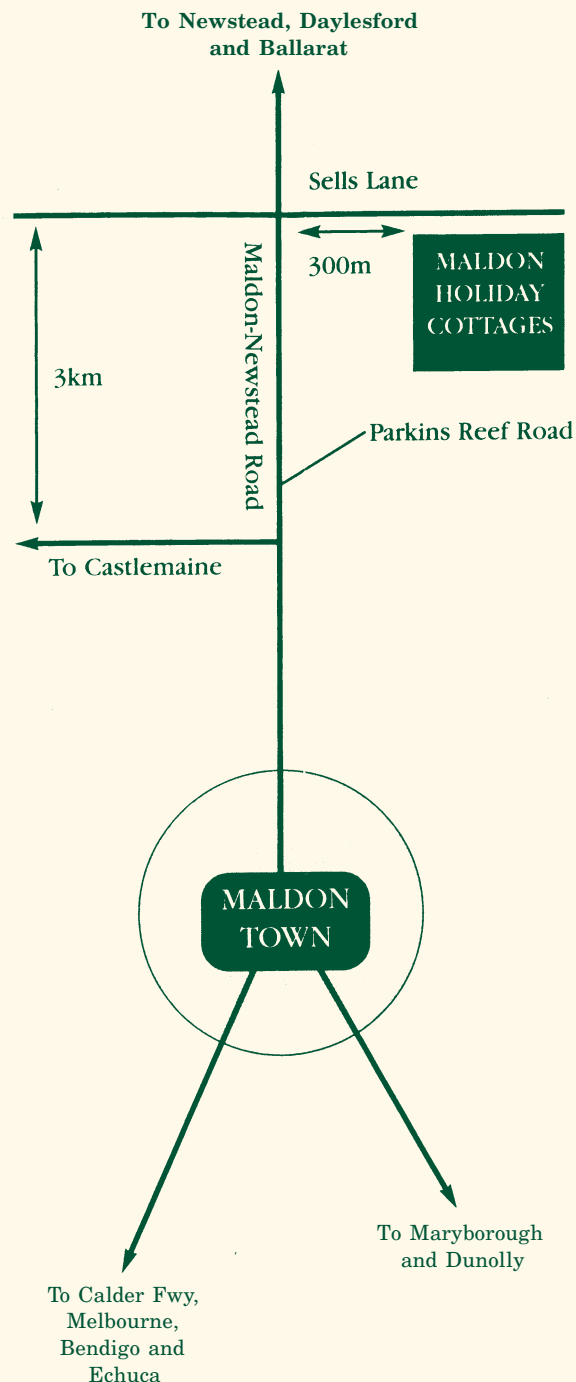 To Newstead, Daylesford
and Ballarat
Sells Lane
300m
MALDON
HOLIDAY
COTTAGES
Maldon-Newstead Road
3km
Parkins Reef Road
To Castlemaine
MALDON
TOWN
To Maryborough
and Dunolly
To Calder Fwy,
Melbourne,
Bendigo and
Echuca